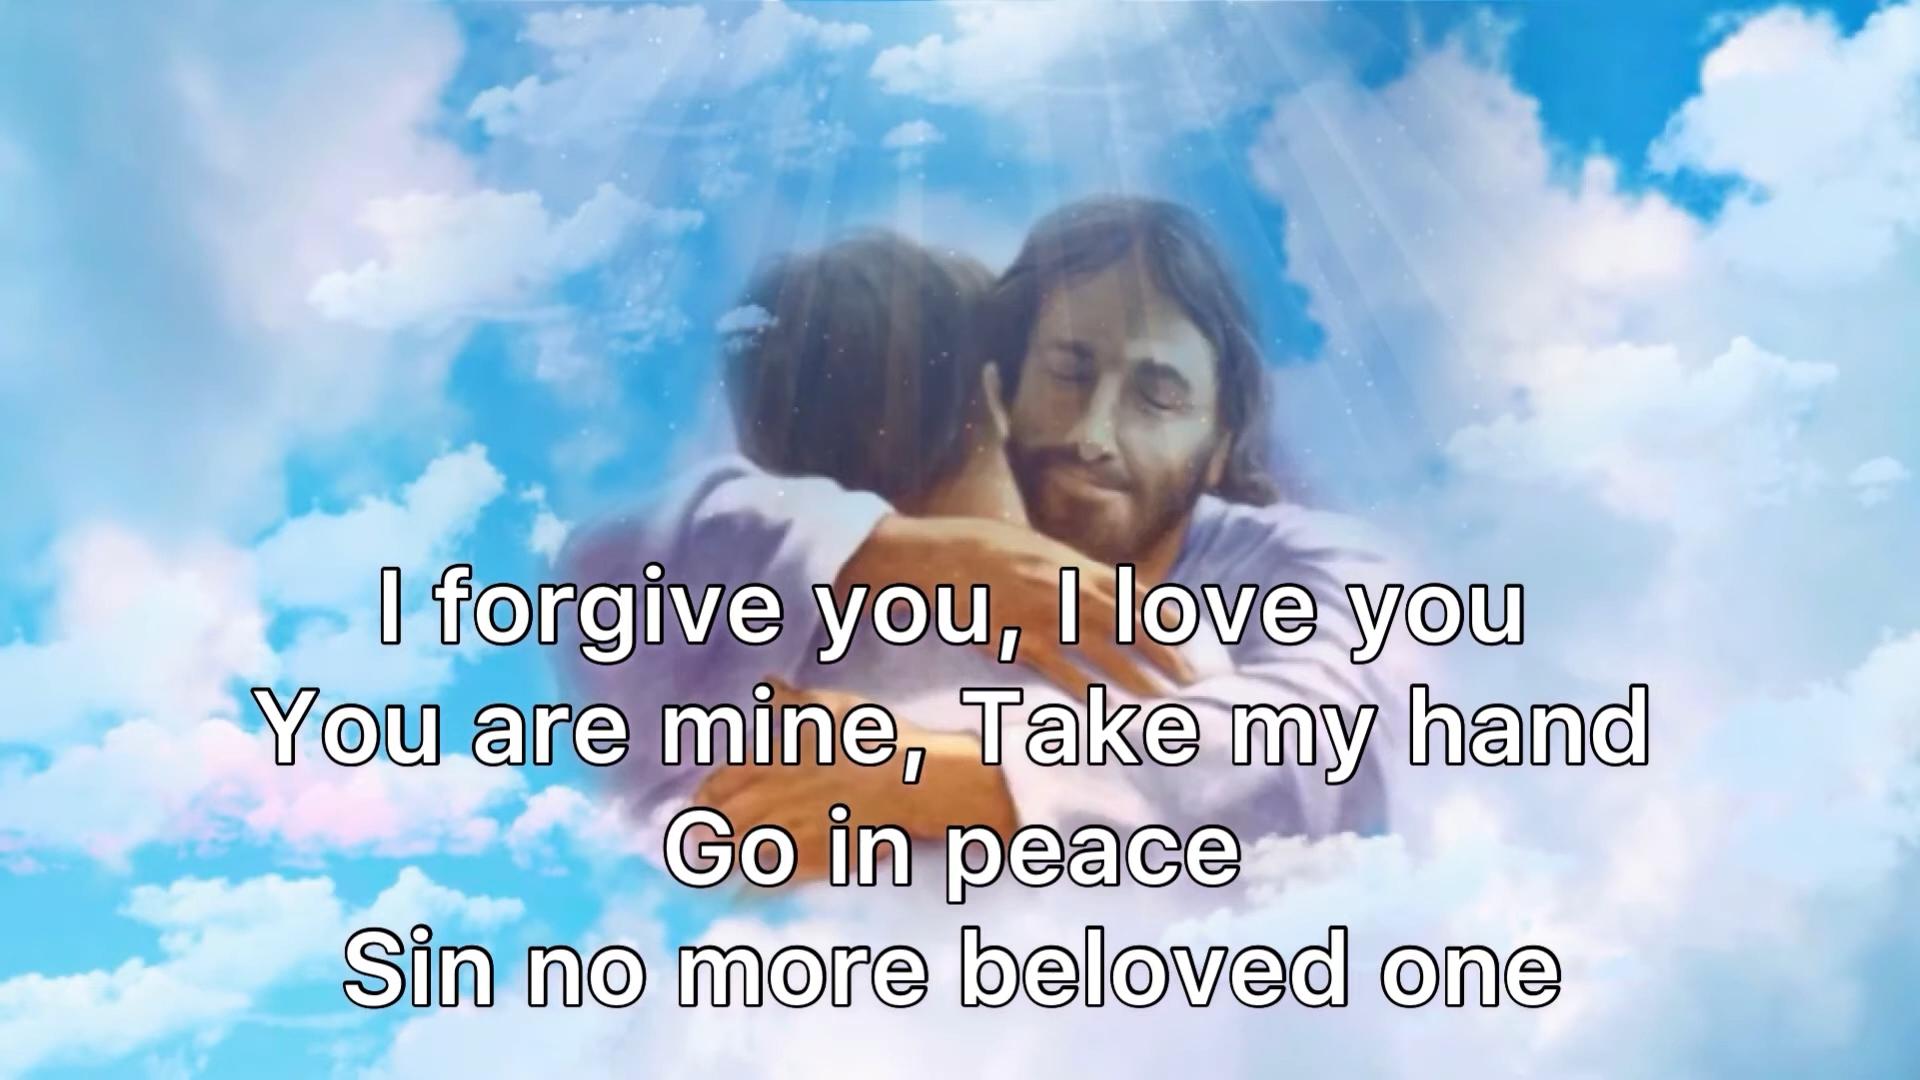 I forgive you, I love you
You are mine, Take my hand
Go in peace
Sin no more beloved one